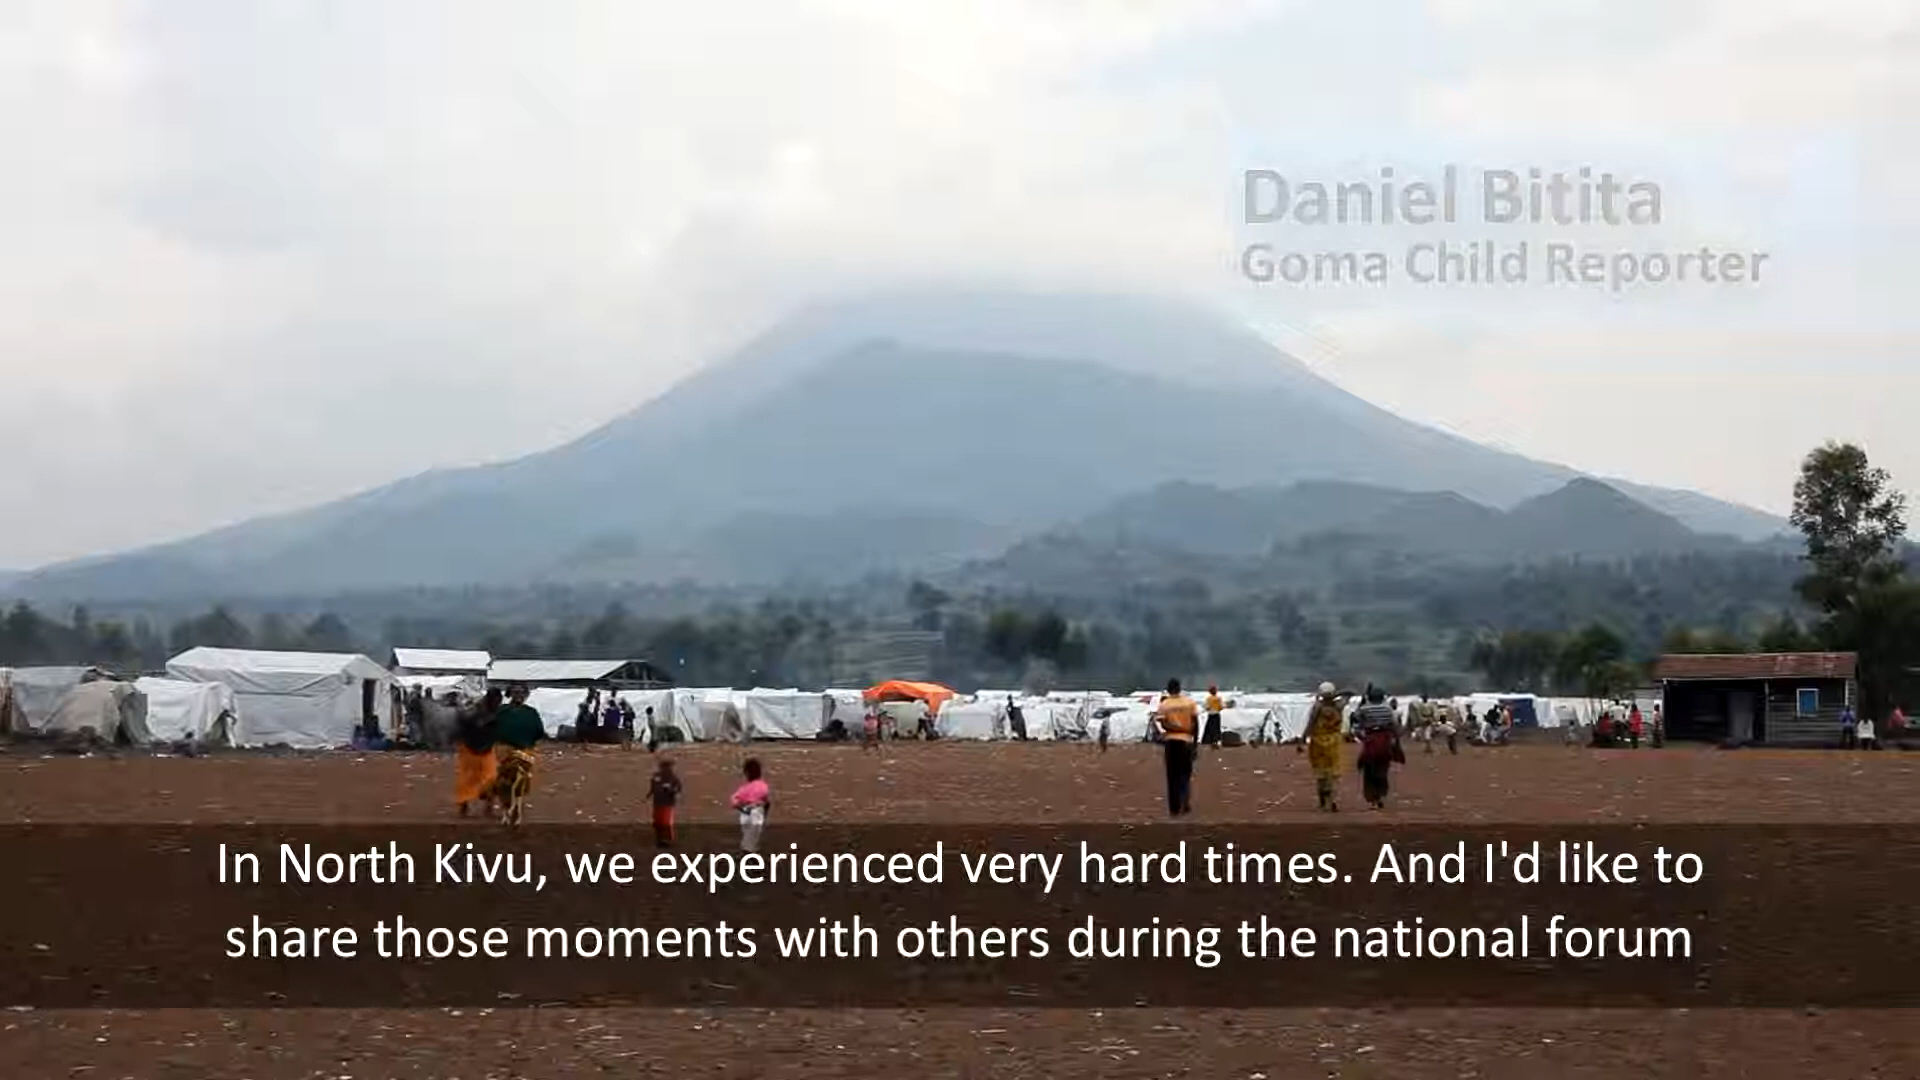 Daniel Bitita
Goma Child Reporter
In North Kivu, we experienced very hard times. And I'd like to
share those moments with others during the national forum